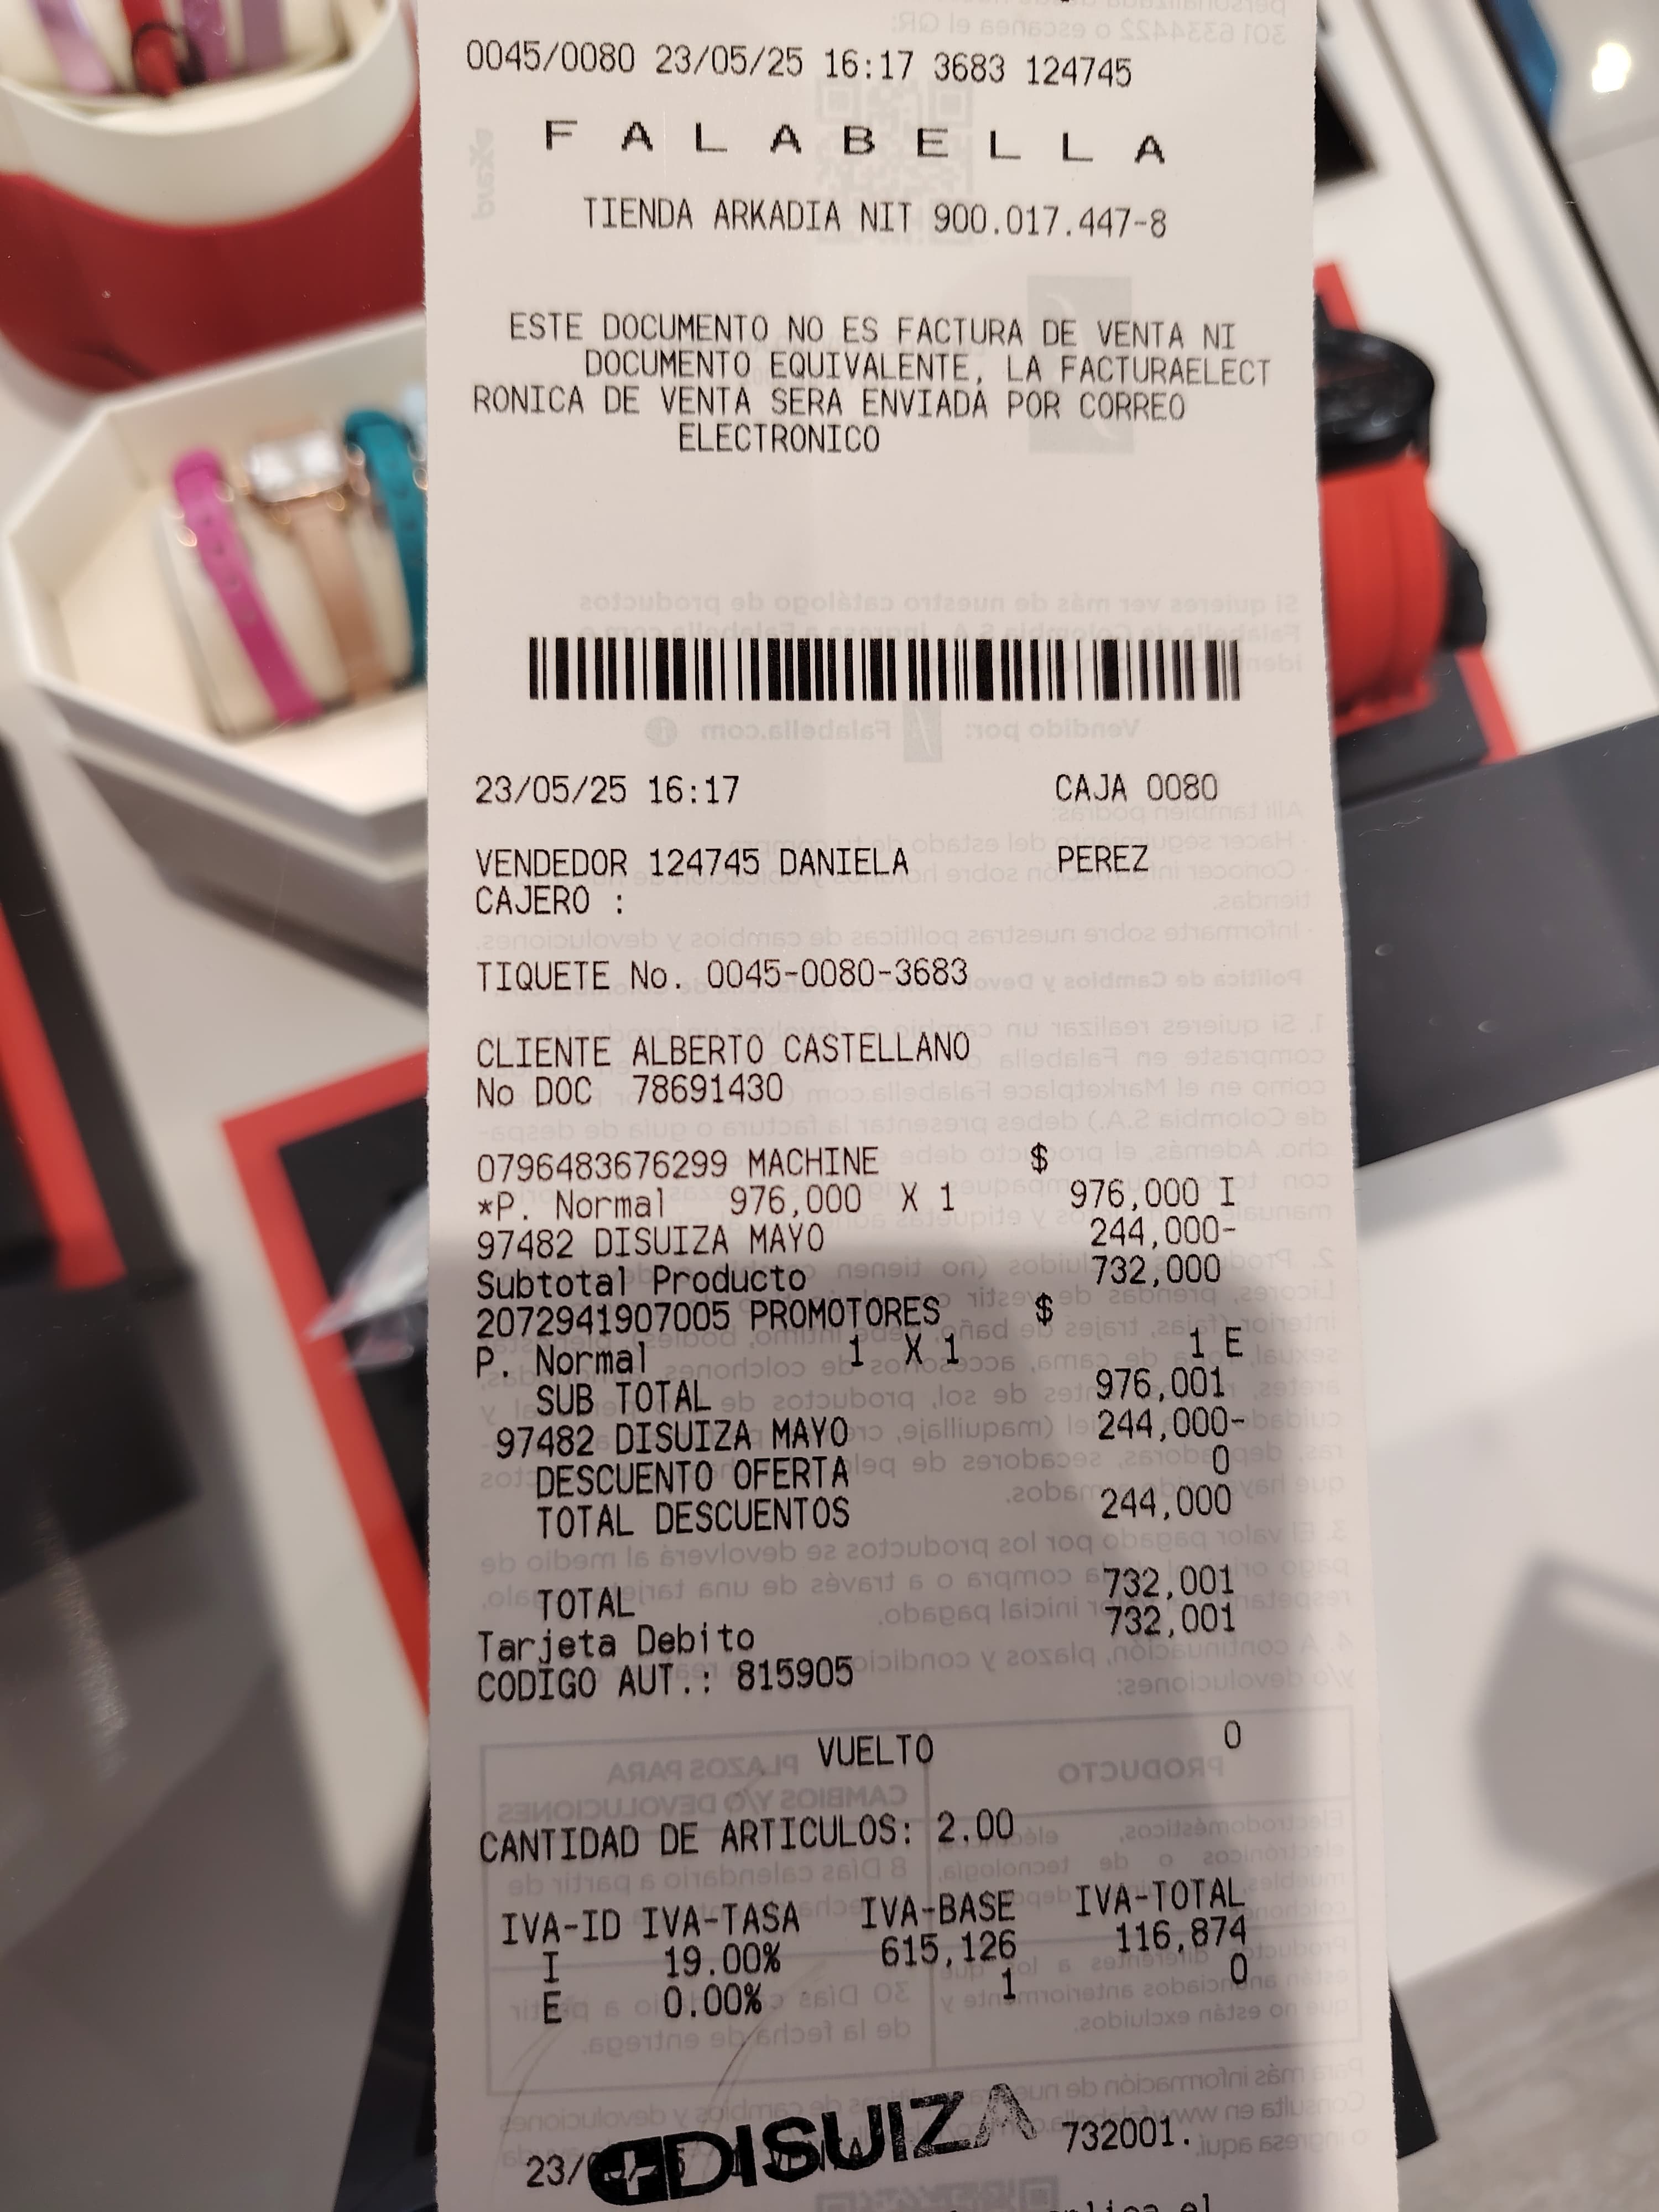 0045/0080 23/05/25 16:17 3683 124745
FALABELLA
TIENDA ARKADIA NIT 900.017.447-8
ESTE DOCUMENTO NO ES FACTURA DE VENTA NI
DOCUMENTO EQUIVALENTE, LA FACTURAELECT
RONICA DE VENTA SERA ENVIADA POR CORREO
ELECTRONICO
23/05/25 16:17 CAJA 0080
VENDEDOR 124745 DANIELA PEREZ
CAJERO :
TIQUETE No. 0045-0080-3683
CLIENTE ALBERTO CASTELLANO
No DOC 78691430
0796483676299 MACHINE $
*P. Normal 976,000 X 1 976,000 I
97482 DISUIZA MAYO 244,000-
Subtotal Producto 732,000
2072941907005 PROMOTORES $
P. Normal 1 X 1 1 E
SUB TOTAL 976,001
97482 DISUIZA MAYO 244,000-
DESCUENTO OFERTA 0
TOTAL DESCUENTOS 244,000
TOTAL 732,001
Tarjeta Debito 732,001
CODIGO AUT.: 815905
VUELTO 0
CANTIDAD DE ARTICULOS: 2.00
IVA-ID IVA-TASA IVA-BASE IVA-TOTAL
I 19.00% 615,126 116,874
E 0.00% 1 0
DISUIZA
23/ 732001.